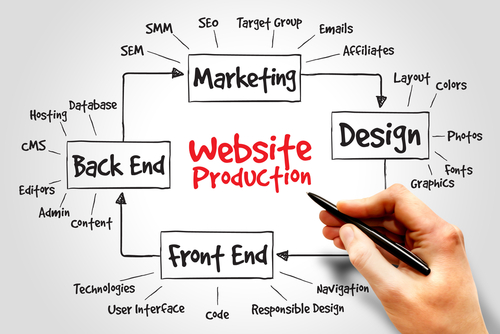 SMM
SEo
Target Group
Emails
SEM
Affiliates
Marketing
Layout
Colors
Database
Hosting
CMS
Back End
Website
Production
Design
Photos
Fonts
Graphics
Editors
Admin
Content
Front End
Technologies
User Interface
Code
Responsible Design
Navigation